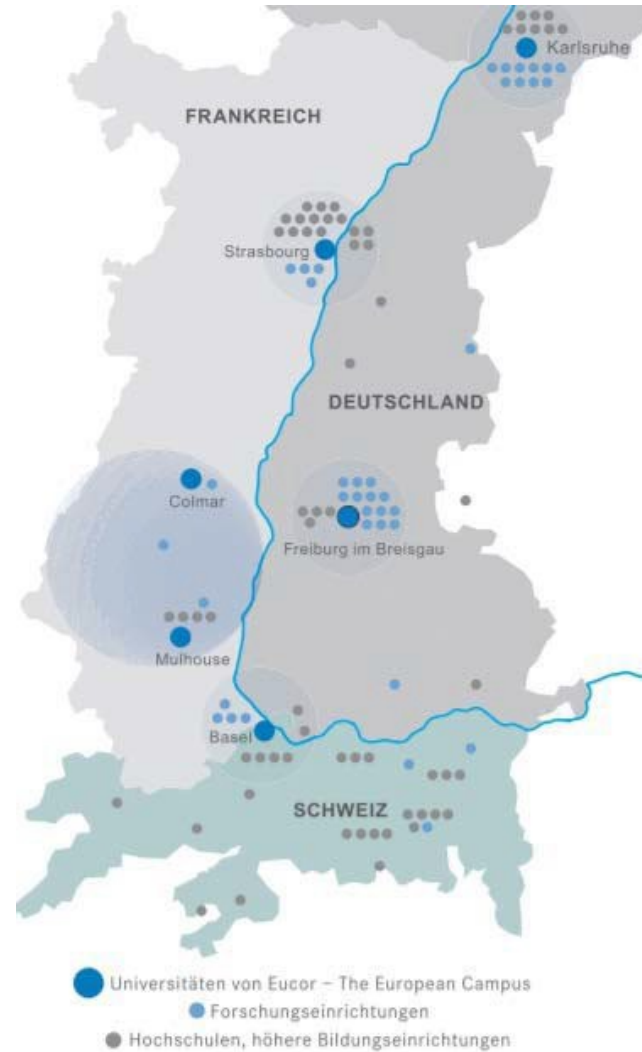 Karlsruhe
FRANKREICH
Strasbourg
DEUTSCHLAND
Colmar
Freiburg im Breisgau
Mulhouse
Basel
SCHWEIZ
Universitäten von Eucor – The European Campus
Forschungseinrichtungen
Hochschulen, höhere Bildungseinrichtungen